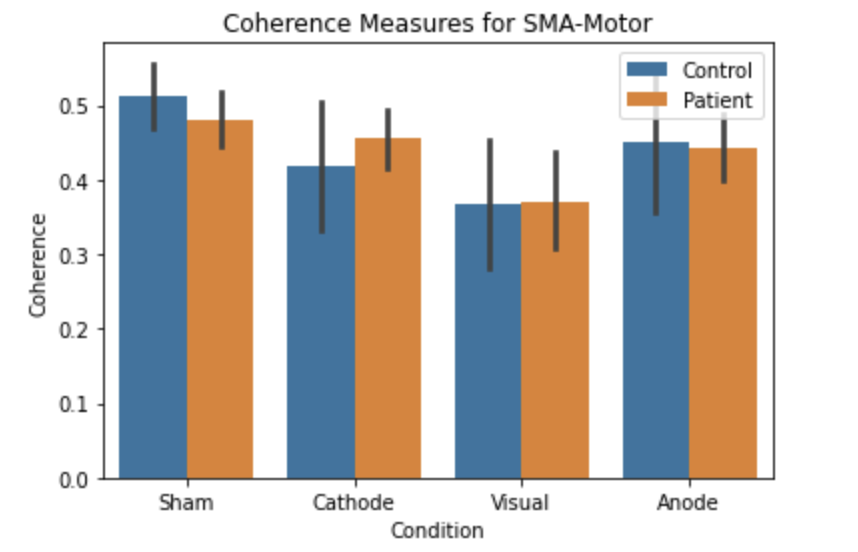 Coherence Measures for SMA-Motor
Control
Patient
0.5
0.4
0.3
0.2
0.1
0.0
Coherence
Sham Cathode Visual Anode
Condition